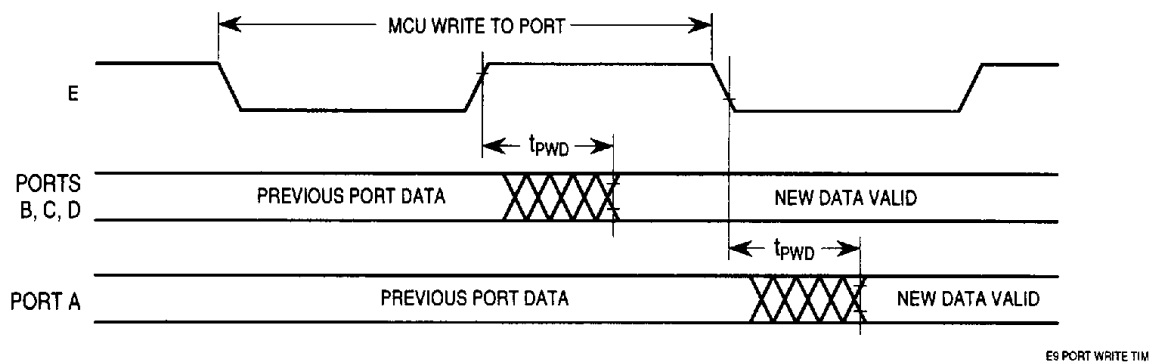 MCU WRITE TO PORT
E
tPWD
PORTS
B, C, D
PREVIOUS PORT DATA
NEW DATA VALID
tPWD
PORT A
PREVIOUS PORT DATA
NEW DATA VALID
E9 PORT WRITE TIM